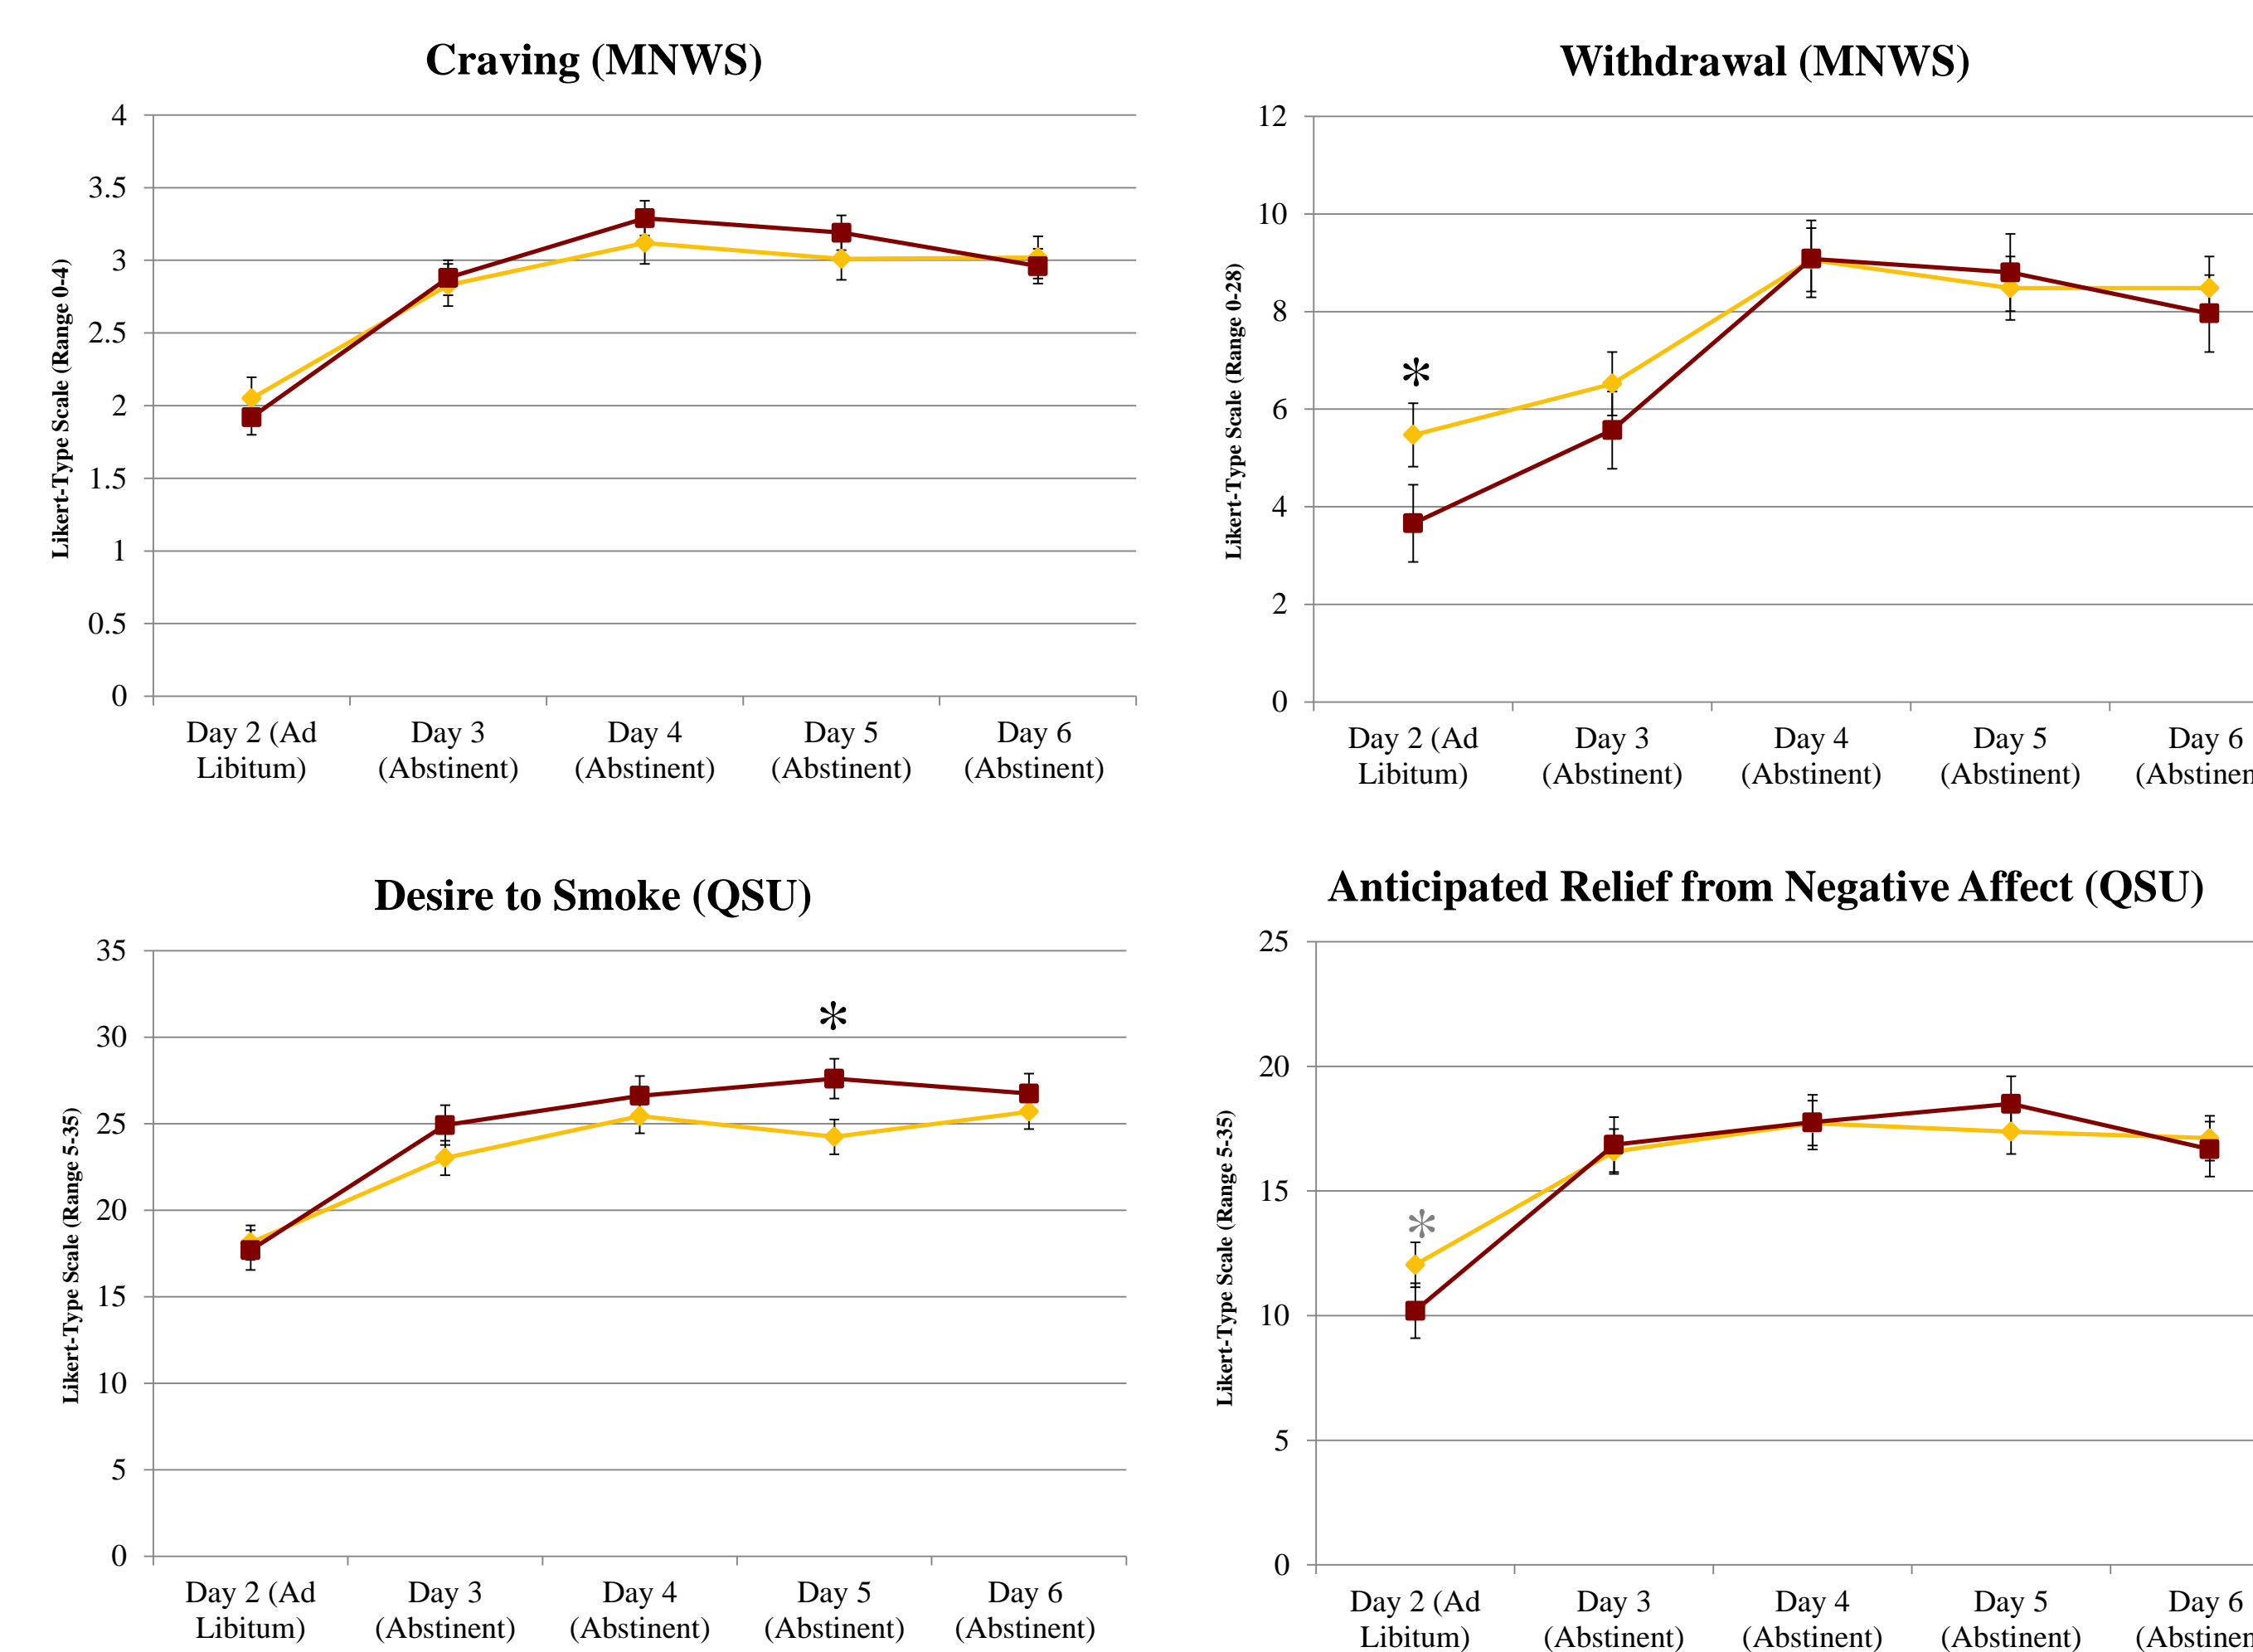 Craving (MNWS)
4
3.5
3
2.5
2
1.5
1
0.5
0
Likert-Type Scale (Range 0-4)
Day 2 (Ad
Libitum)
Day 3
(Abstinent)
Day 4
(Abstinent)
Day 5
(Abstinent)
Day 6
(Abstinent)
Withdrawal (MNWS)
12
10
8
6
4
2
0
Likert-Type Scale (Range 0-28)
*
Day 2 (Ad
Libitum)
Day 3
(Abstinent)
Day 4
(Abstinent)
Day 5
(Abstinent)
Day 6
(Abstinen
Desire to Smoke (QSU)
35
30
25
20
15
10
5
0
Likert-Type Scale (Range 5-35)
*
Day 2 (Ad
Libitum)
Day 3
(Abstinent)
Day 4
(Abstinent)
Day 5
(Abstinent)
Day 6
(Abstinent)
Anticipated Relief from Negative Affect (QSU)
25
20
15
10
5
0
Likert-Type Scale (Range 5-35)
*
Day 2 (Ad
Libitum)
Day 3
(Abstinent)
Day 4
(Abstinent)
Day 5
(Abstinent)
Day 6
(Abstinen